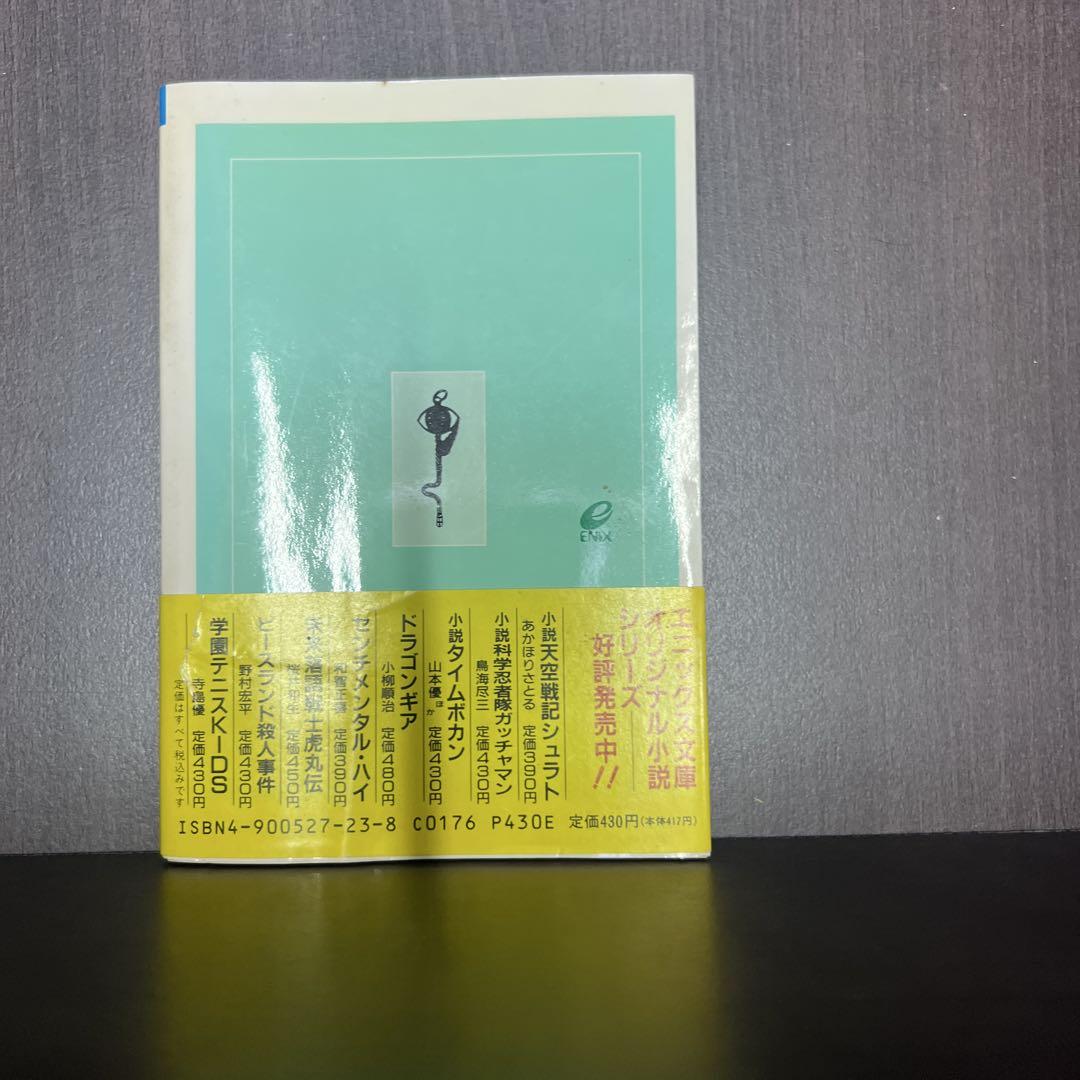 ENIX
エニックス文庫
オリジナル小説
シリーズ
好評発売中!!
小説天空戦記シュラト
あかほりさとる 定価390円
小説科学忍者隊ガッチャマン
鳥海尽三 定価430円
小説タイムボカン
山本優ほか 定価430円
ドラゴンギア
小柳順治 定価480円
センチメンタル・ハイ
定価390円
未来落語戦士虎丸伝
定価450円
ピースランド殺人事件
野村宏平 定価430円
学園テニスKIDS
寺島優 定価430円
定価はすべて税込みです
ISBN4-900527-23-8 C0176 P430E 定価430円(本体417円)